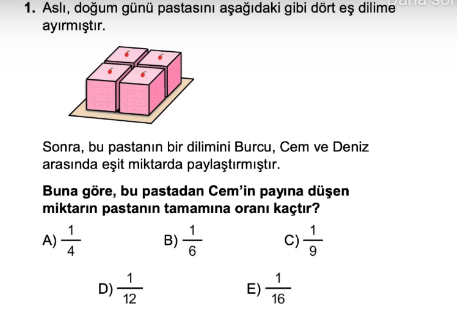 1. Aslı, doğum günü pastasını aşağıdaki gibi dört eş dilime
ayırmıştır.
Sonra, bu pastanın bir dilimini Burcu, Cem ve Deniz
arasında eşit miktarda paylaştırmıştır.
Buna göre, bu pastadan Cem'in payına düşen
miktarın pastanın tamamına oranı kaçtır?
A) 1/4 B) 1/6 C) 1/9
D) 1/12 E) 1/16